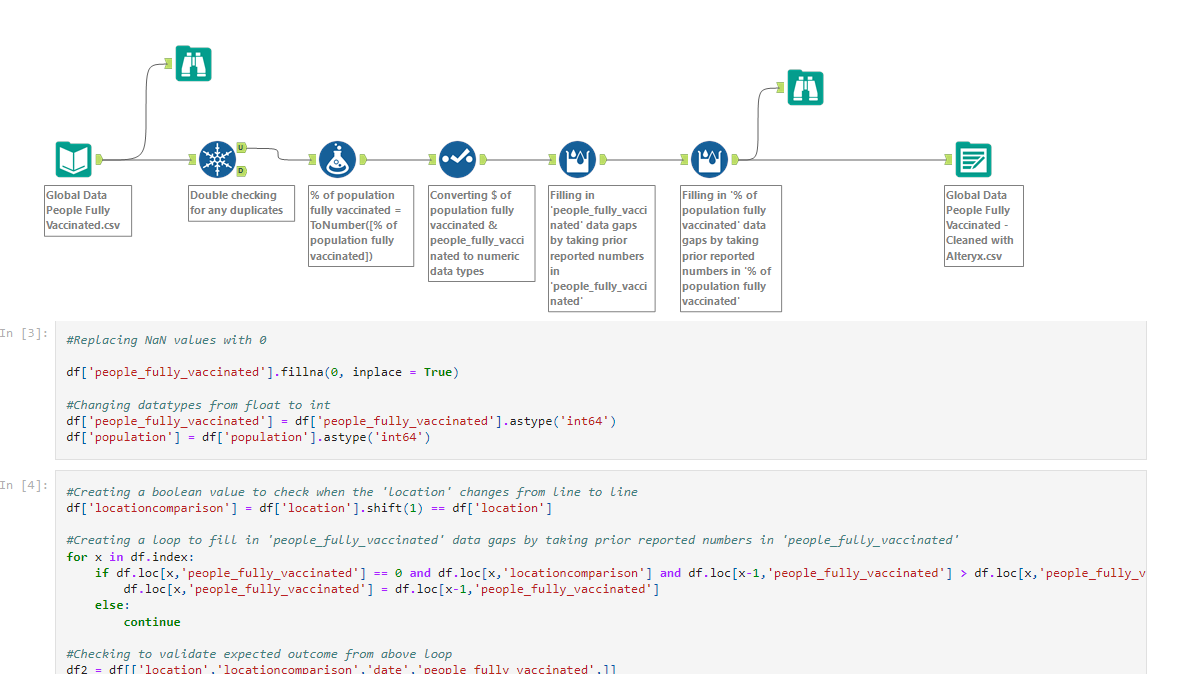 U
D
Global Data
People Fully
Vaccinated.csv
Double checking
for any duplicates
% of population
fully vaccinated =
ToNumber([% of
population fully
vaccinated])
Converting $ of
population fully
vaccinated &
people_fully_vacci
nated to numeric
data types
Filling in
'people_fully_vacci
nated' data gaps
by taking prior
reported numbers
in
'people_fully_vacci
nated'
Filling in '% of
population fully
vaccinated' data
gaps by taking
prior reported
numbers in '% of
population fully
vaccinated'
Global Data
People Fully
Vaccinated -
Cleaned with
Alteryx.csv
In [3]:
#Replacing NaN values with 0
df['people_fully_vaccinated'].fillna(0, inplace = True)
#Changing datatypes from float to int
df['people_fully_vaccinated'] = df['people_fully_vaccinated'].astype('int64')
df['population'] = df['population'].astype('int64')
In [4]:
#Creating a boolean value to check when the 'location' changes from line to line
df['locationcomparison'] = df['location'].shift(1) == df['location']
#Creating a loop to fill in 'people_fully_vaccinated' data gaps by taking prior reported numbers in 'people_fully_vaccinated'
for x in df.index:
if df.loc[x,'people_fully_vaccinated'] == 0 and df.loc[x,'locationcomparison'] and df.loc[x-1,'people_fully_vaccinated'] > df.loc[x,'people_fully_v
df.loc[x,'people_fully_vaccinated'] = df.loc[x-1,'people_fully_vaccinated']
else:
continue
#Checking to validate expected outcome from above loop
df2 = df[['location','locationcomparison','date','people_fully_vaccinated',]]